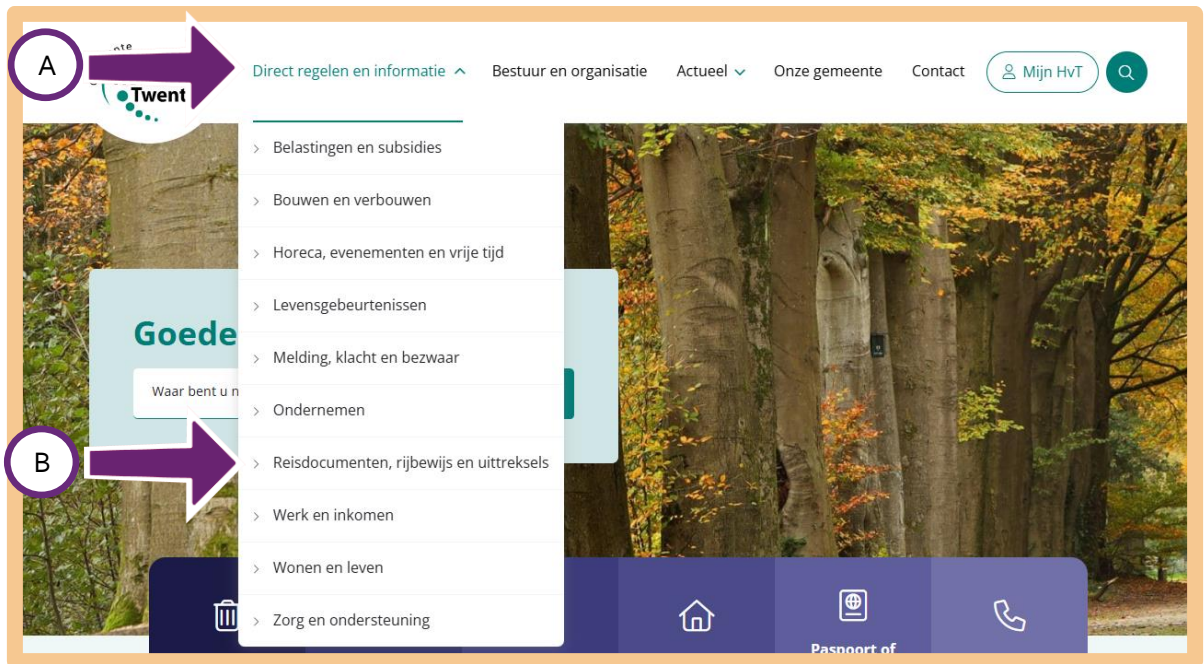 A
Twent
Direct regelen en informatie
Bestuur en organisatie
Actueel
Onze gemeente
Contact
Mijn HvT
Belastingen en subsidies
Bouwen en verbouwen
Horeca, evenementen en vrije tijd
Levensgebeurtenissen
Melding, klacht en bezwaar
Ondernemen
Reisdocumenten, rijbewijs en uittreksels
Werk en inkomen
Wonen en leven
Zorg en ondersteuning
Goede
Waar bent u n
B
Paspoort of